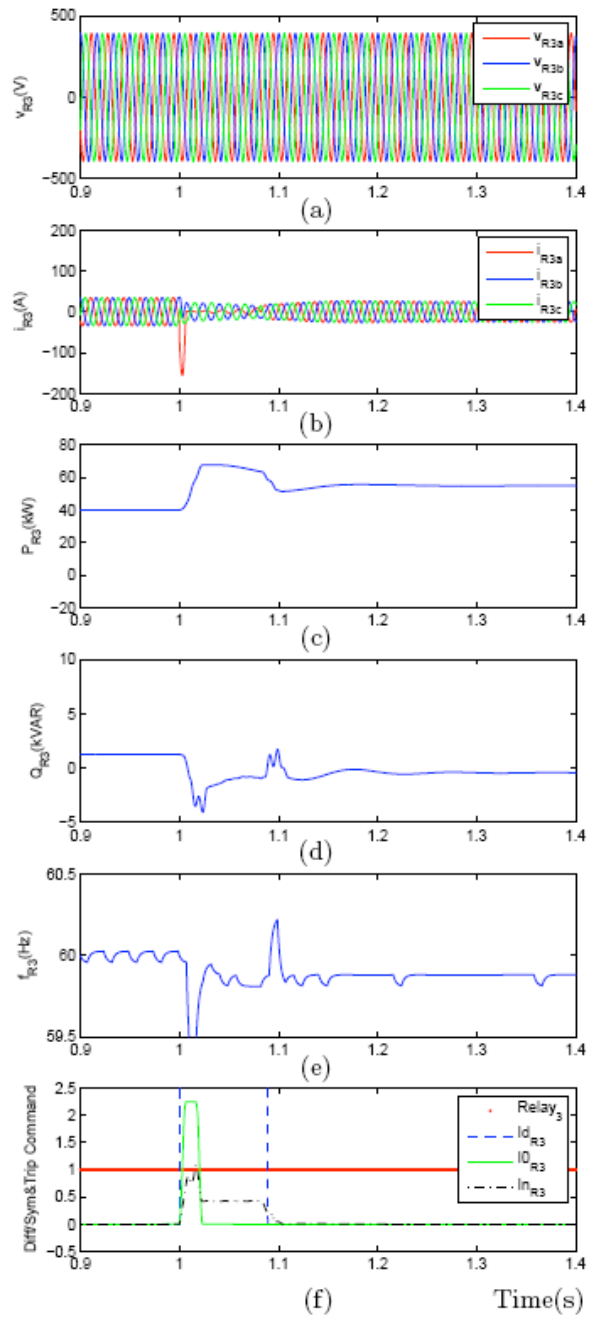 500
0
−500
v_R3(V)
v_R3a
v_R3b
v_R3c
0.9 1 1.1 1.2 1.3 1.4
(a)
200
100
0
−100
−200
i_R3(A)
i_R3a
i_R3b
i_R3c
0.9 1 1.1 1.2 1.3 1.4
(b)
80
60
40
20
0
−20
P_R3(kW)
0.9 1 1.1 1.2 1.3 1.4
(c)
10
5
0
−5
Q_R3(kVAR)
0.9 1 1.1 1.2 1.3 1.4
(d)
60.5
60
59.5
f_R3(Hz)
0.9 1 1.1 1.2 1.3 1.4
(e)
2.5
2
1.5
1
0.5
0
−0.5
Diff/Sym&Trip Command
Relay_3
Id_R3
I0_R3
In_R3
0.9 1 1.1 1.2 1.3 1.4
(f) Time(s)